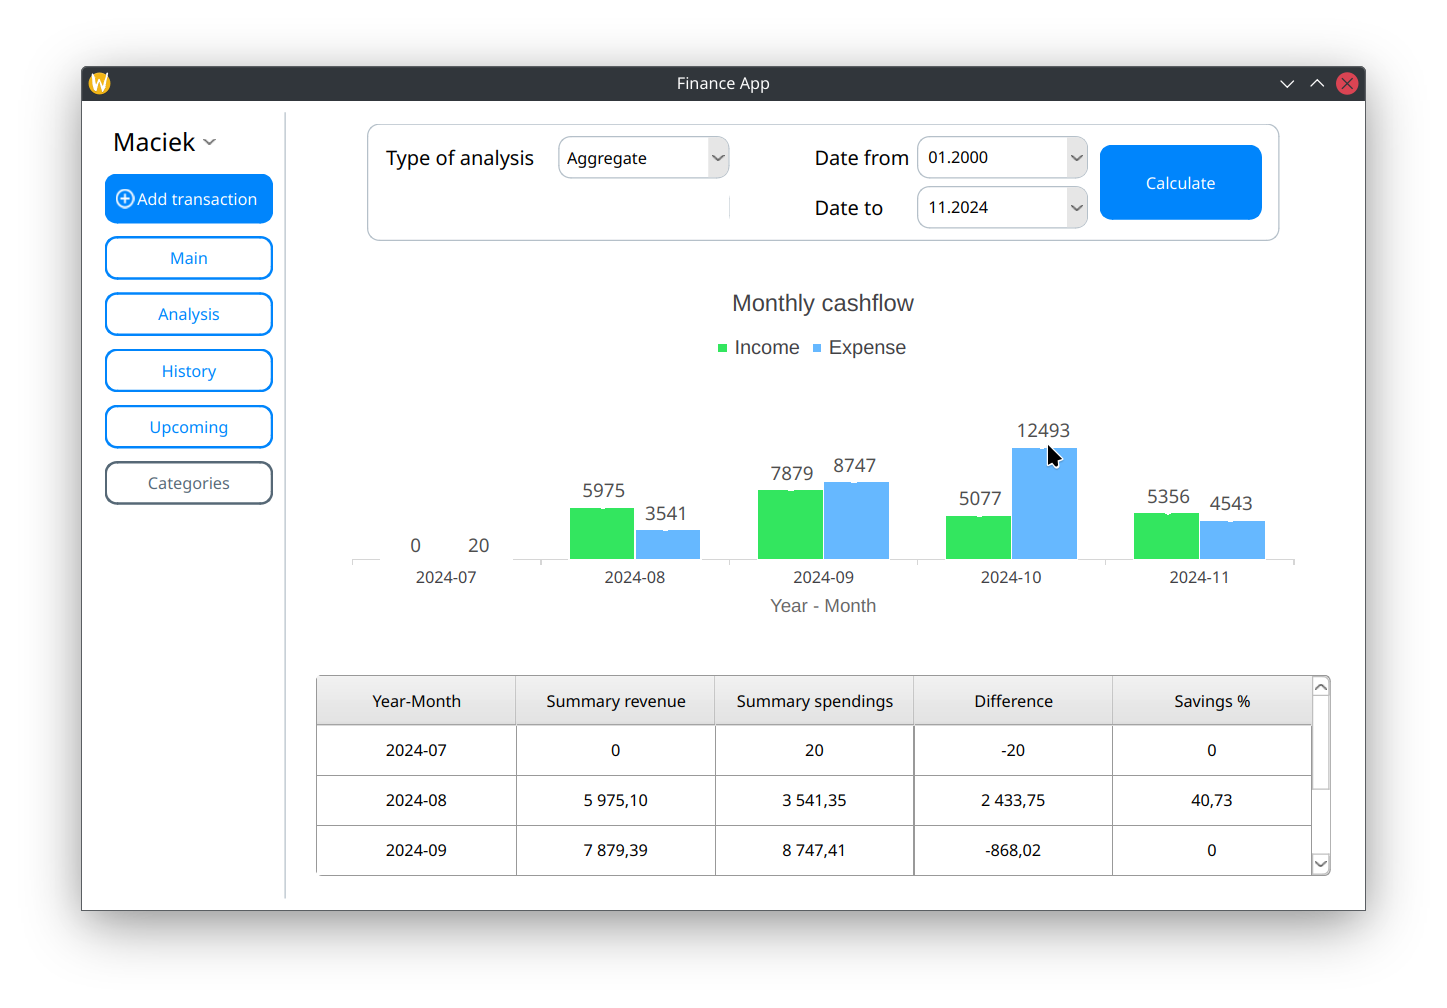 Finance App
Maciek
Add transaction
Main
Analysis
History
Upcoming
Categories
Type of analysis Aggregate Date from 01.2000
Date to 11.2024
Calculate
Monthly cashflow
Income Expense
0 20 5975 3541 7879 8747 5077 12493 5356 4543
2024-07 2024-08 2024-09 2024-10 2024-11
Year - Month
Year-Month Summary revenue Summary spendings Difference Savings %
2024-07 0 20 -20 0
2024-08 5 975,10 3 541,35 2 433,75 40,73
2024-09 7 879,39 8 747,41 -868,02 0